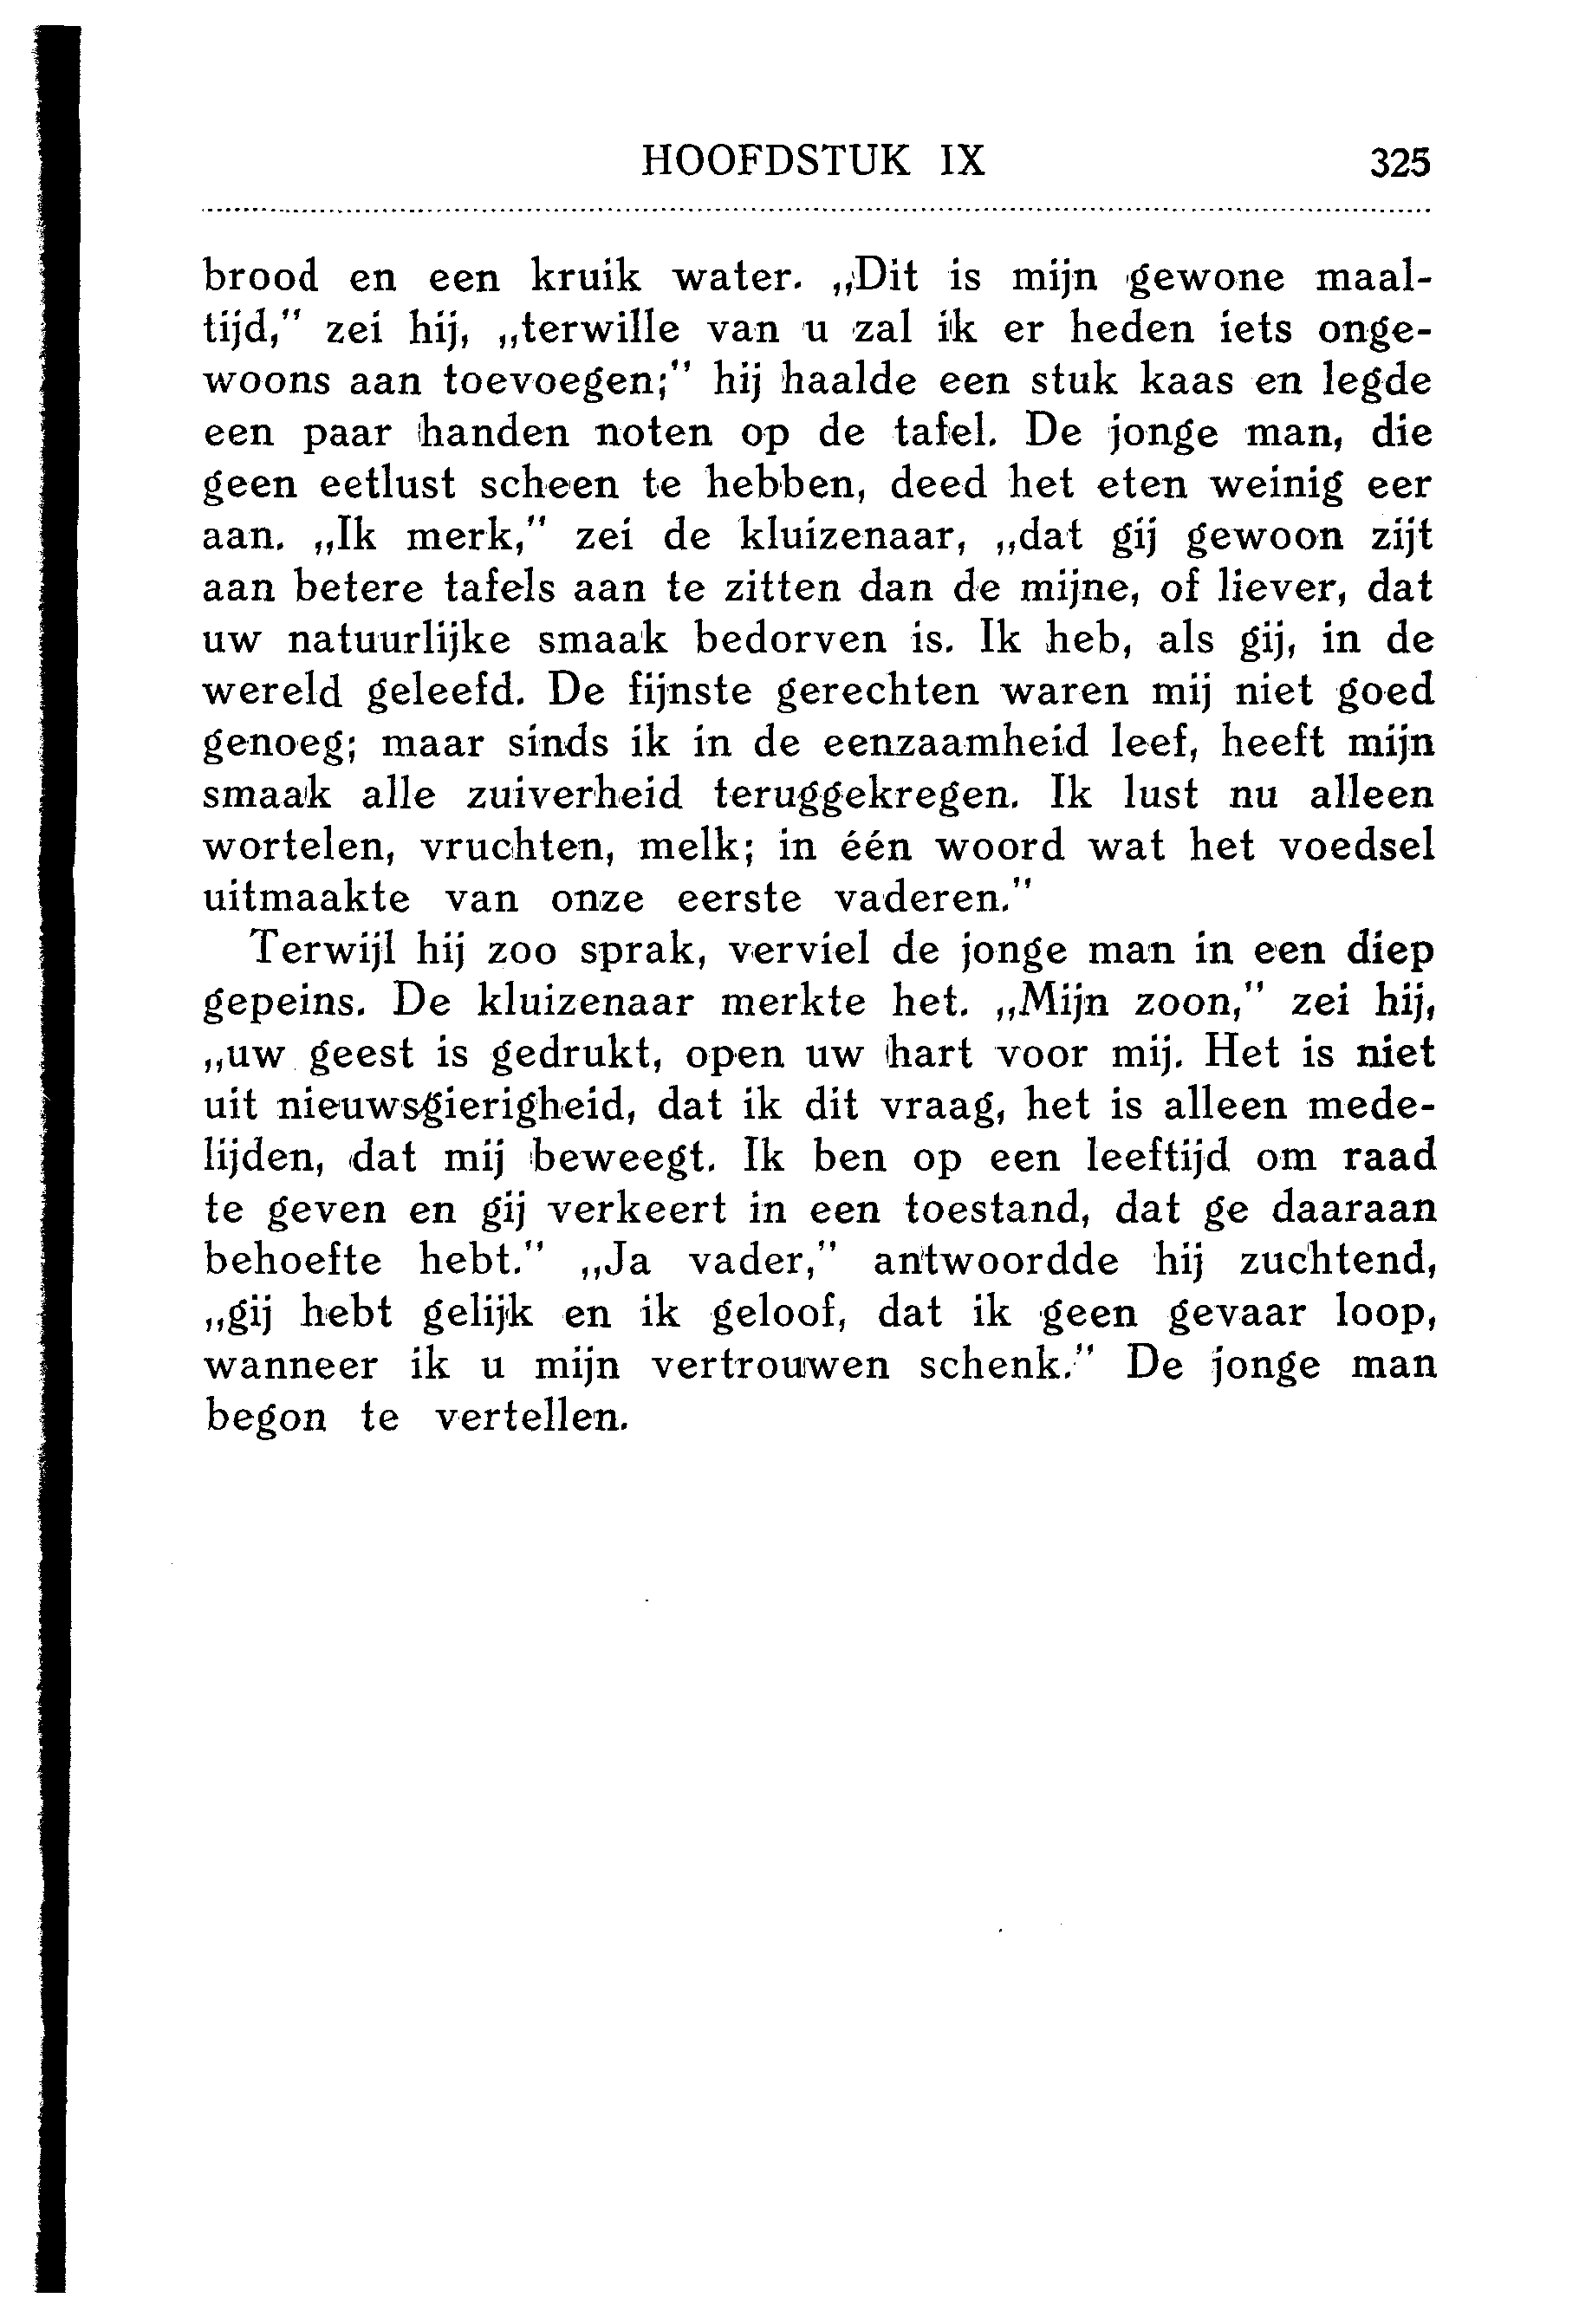 HOOFDSTUK IX 325
brood en een kruik water. „Dit is mijn gewone maal-
tijd,” zei hij, „terwille van u zal ik er heden iets onge-
woons aan toevoegen;” hij haalde een stuk kaas en legde
een paar handen noten op de tafel. De jonge man, die
geen eetlust scheen te hebben, deed het eten weinig eer
aan. „Ik merk,” zei de kluizenaar, „dat gij gewoon zijt
aan betere tafels aan te zitten dan de mijne, of liever, dat
uw natuurlijke smaak bedorven is. Ik heb, als gij, in de
wereld geleefd. De fijnste gerechten waren mij niet goed
genoeg; maar sinds ik in de eenzaamheid leef, heeft mijn
smaak alle zuiverheid teruggekregen. Ik lust nu alleen
wortelen, vruchten, melk; in één woord wat het voedsel
uitmaakte van onze eerste vaderen.”
Terwijl hij zoo sprak, verviel de jonge man in een diep
gepeins. De kluizenaar merkte het. „Mijn zoon,” zei hij,
„uw geest is gedrukt, open uw hart voor mij. Het is niet
uit nieuwsgierigheid, dat ik dit vraag, het is alleen mede-
lijden, dat mij beweegt. Ik ben op een leeftijd om raad
te geven en gij verkeert in een toestand, dat ge daaraan
behoefte hebt.” „Ja vader,” antwoordde hij zuchtend,
„gij hebt gelijk en ik geloof, dat ik geen gevaar loop,
wanneer ik u mijn vertrouwen schenk.” De jonge man
begon te vertellen.